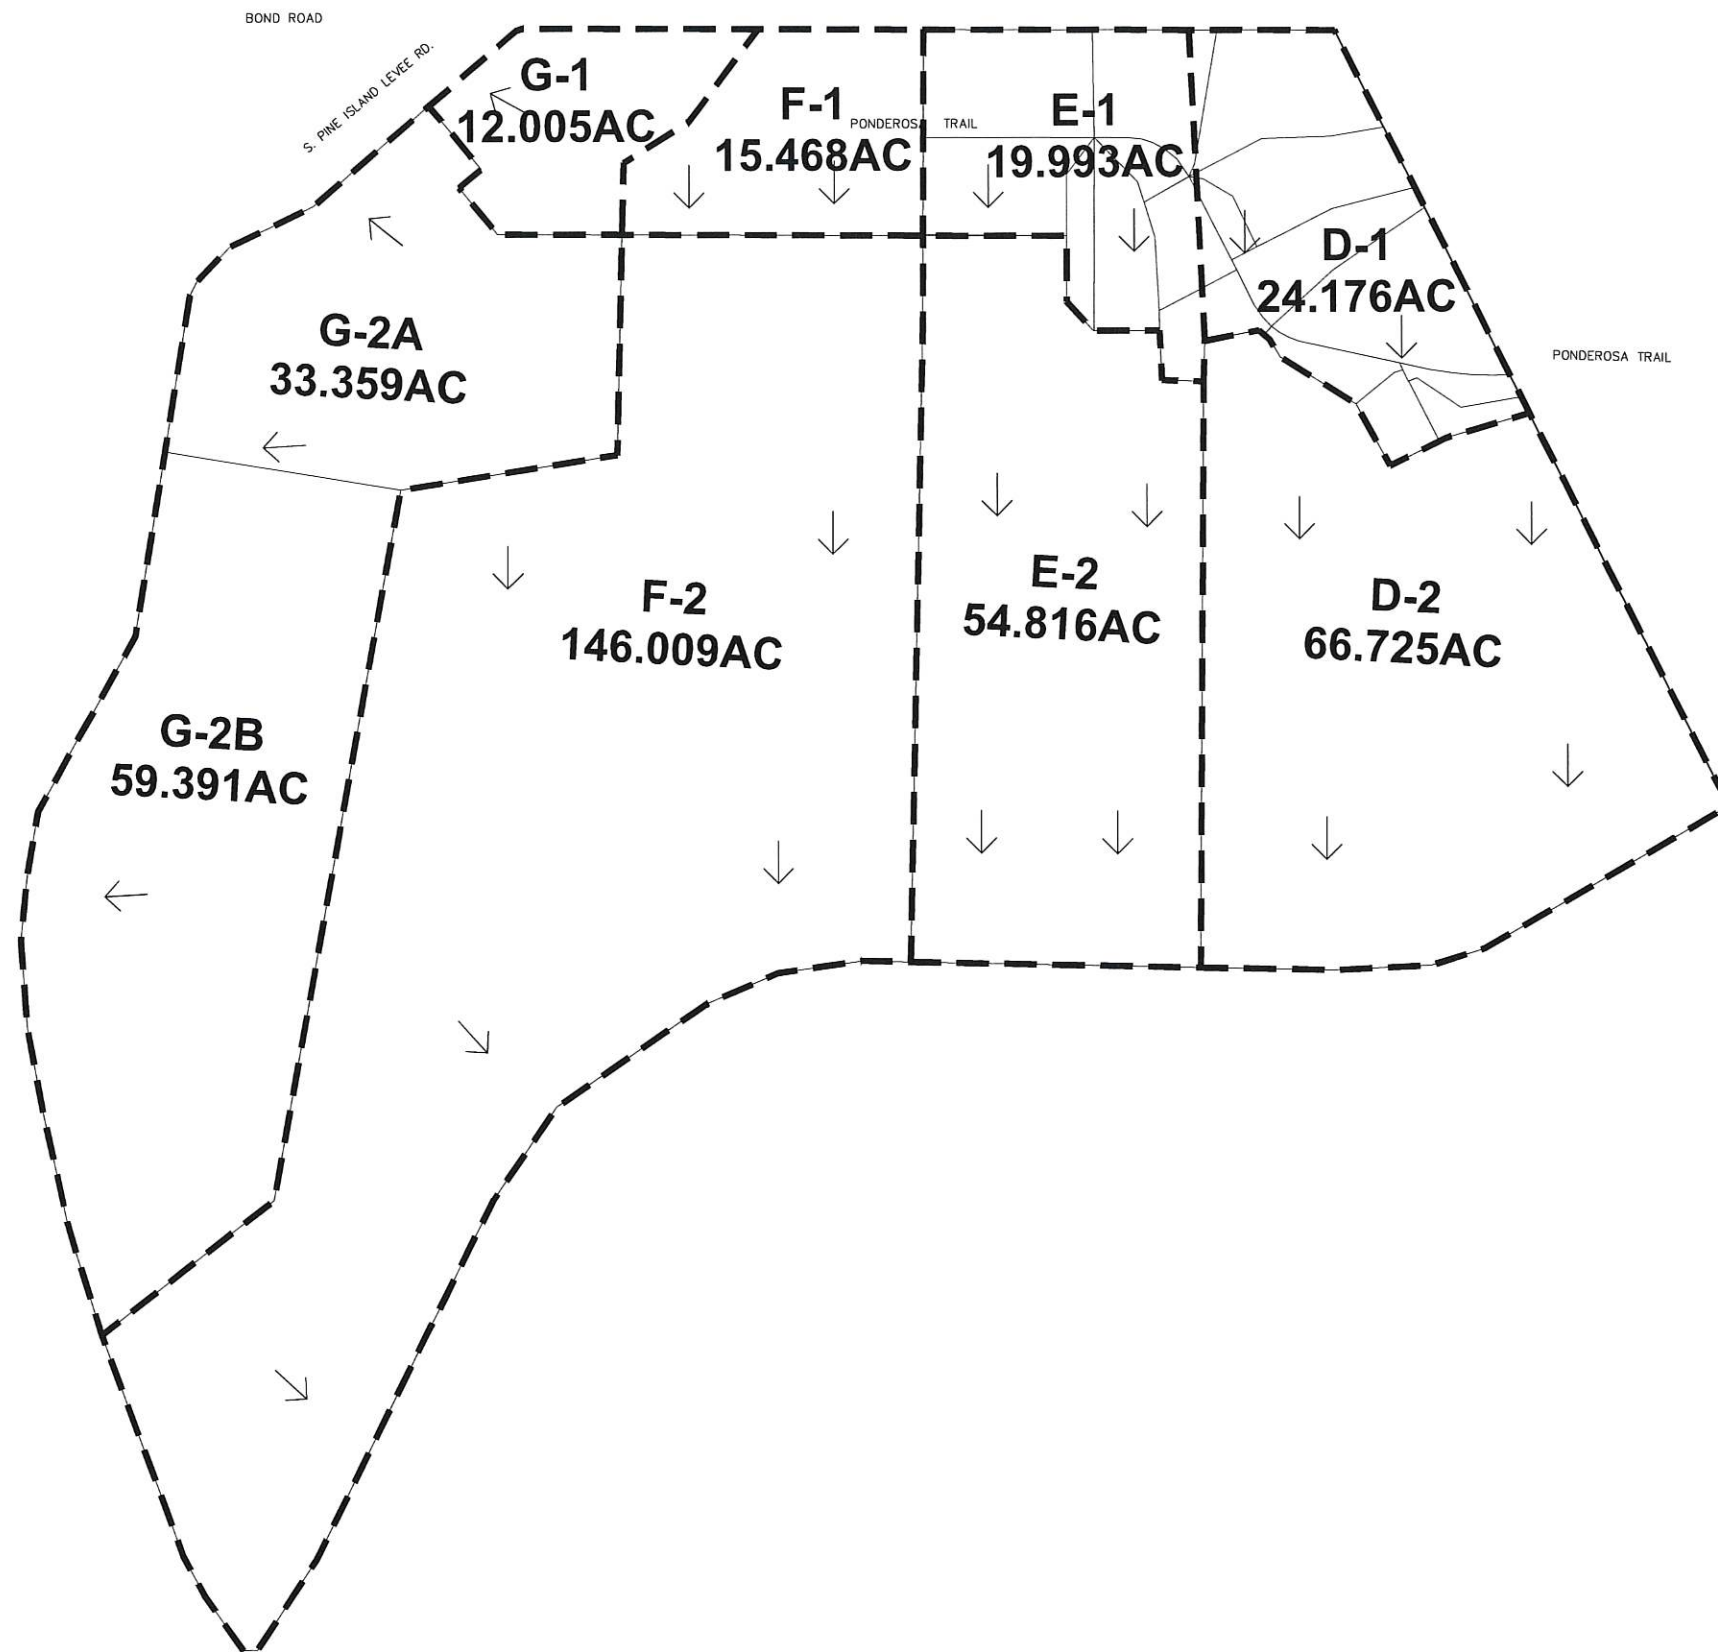 BOND ROAD
S. PINE ISLAND LEVEE RD.
G-1
12.005AC
F-1
15.468AC
PONDEROSA TRAIL
E-1
19.993AC
D-1
24.176AC
PONDEROSA TRAIL
G-2A
33.359AC
F-2
146.009AC
E-2
54.816AC
D-2
66.725AC
G-2B
59.391AC